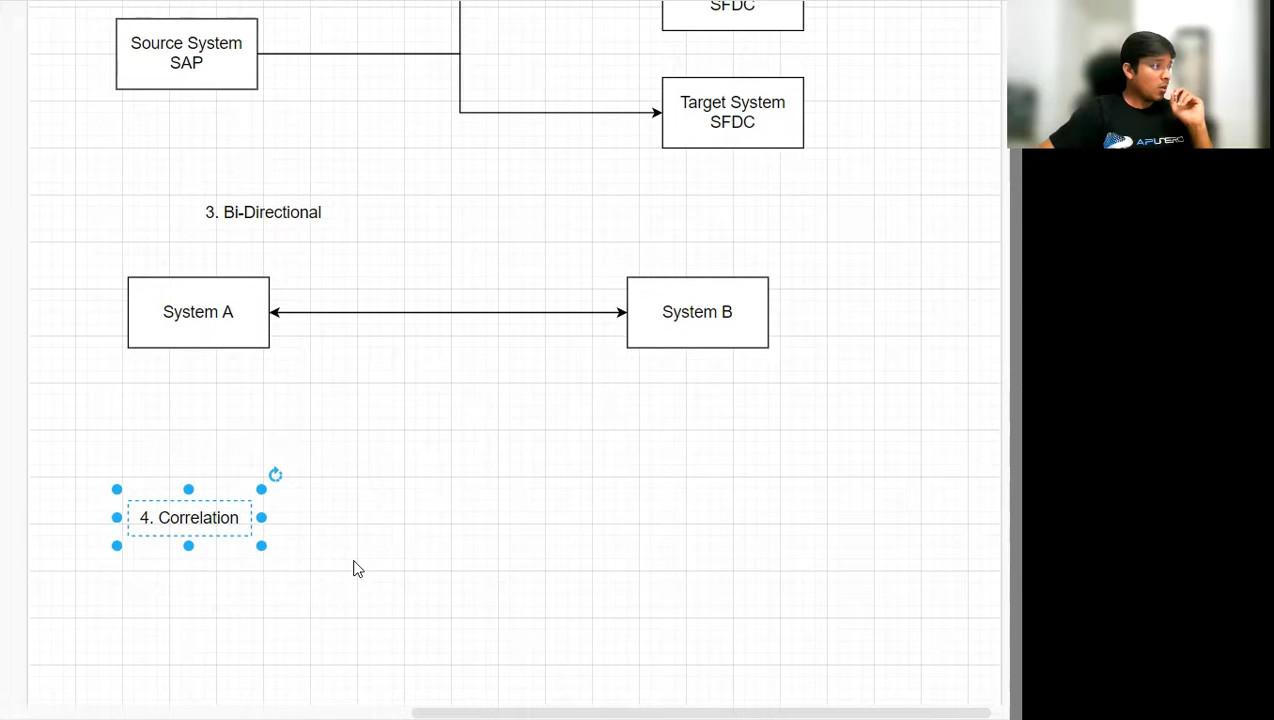 SFDC
Source System
SAP
Target System
SFDC
3. Bi-Directional
System A
System B
4. Correlation